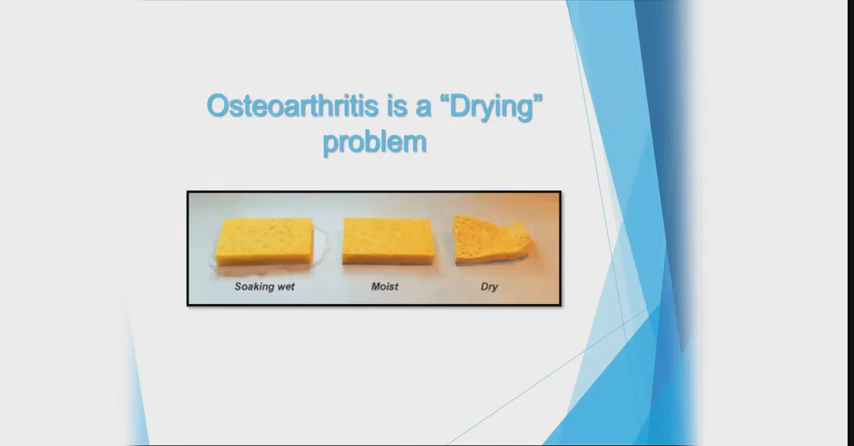 Osteoarthritis is a “Drying”
problem
Soaking wet
Moist
Dry